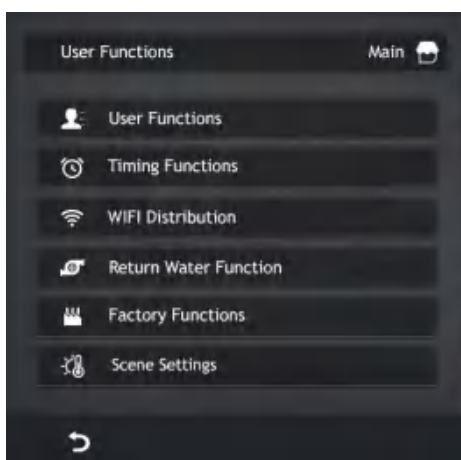 User Functions
Main
User Functions
Timing Functions
WIFI Distribution
Return Water Function
Factory Functions
Scene Settings